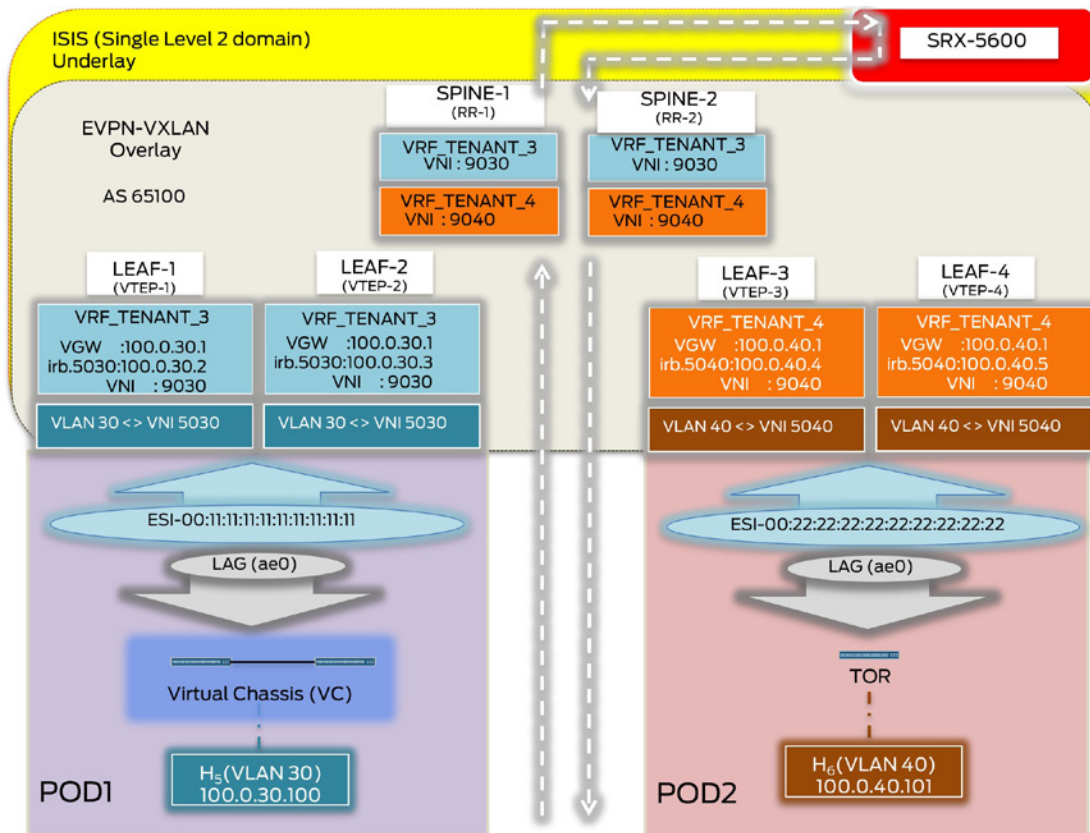 ISIS (Single Level 2 domain)
Underlay
SRX-5600
EVPN-VXLAN
Overlay
AS 65100
SPINE-1
(RR-1)
VRF_TENANT_3
VÑI : 9030
VRF_TENANT_4
VNI : 9040
SPINE-2
(RR-2)
VRF_TENANT_3
VNI : 9030
VRF_TENANT_4
VNI : 9040
LEAF-1
(VTEP-1)
VRF_TENANT_3
VGW :100.0.30.1
irb.5030:100.0.30.2
VNI : 9030
VLAN 30 <> VNI 5030
LEAF-2
(VTEP-2)
VRF_TENANT_3
VGW :100.0.30.1
irb.5030:100.0.30.3
VNI : 9030
VLAN 30 <> VNI 5030
LEAF-3
(VTEP-3)
VRF_TENANT_4
VGW :100.0.40.1
irb.5040:100.0.40.4
VNI : 9040
VLAN 40 <> VNI 5040
LEAF-4
(VTEP-4)
VRF_TENANT_4
VGW :100.0.40.1
irb.5040:100.0.40.5
VNI : 9040
VLAN 40 <> VNI 5040
ESI-00:11:11:11:11:11:11:11:11:11
LAG (ae0)
Virtual Chassis (VC)
H₅(VLAN 30)
100.0.30.100
POD1
ESI-00:22:22:22:22:22:22:22:22:22
LAG (ae0)
TOR
H₆(VLAN 40)
100.0.40.101
POD2